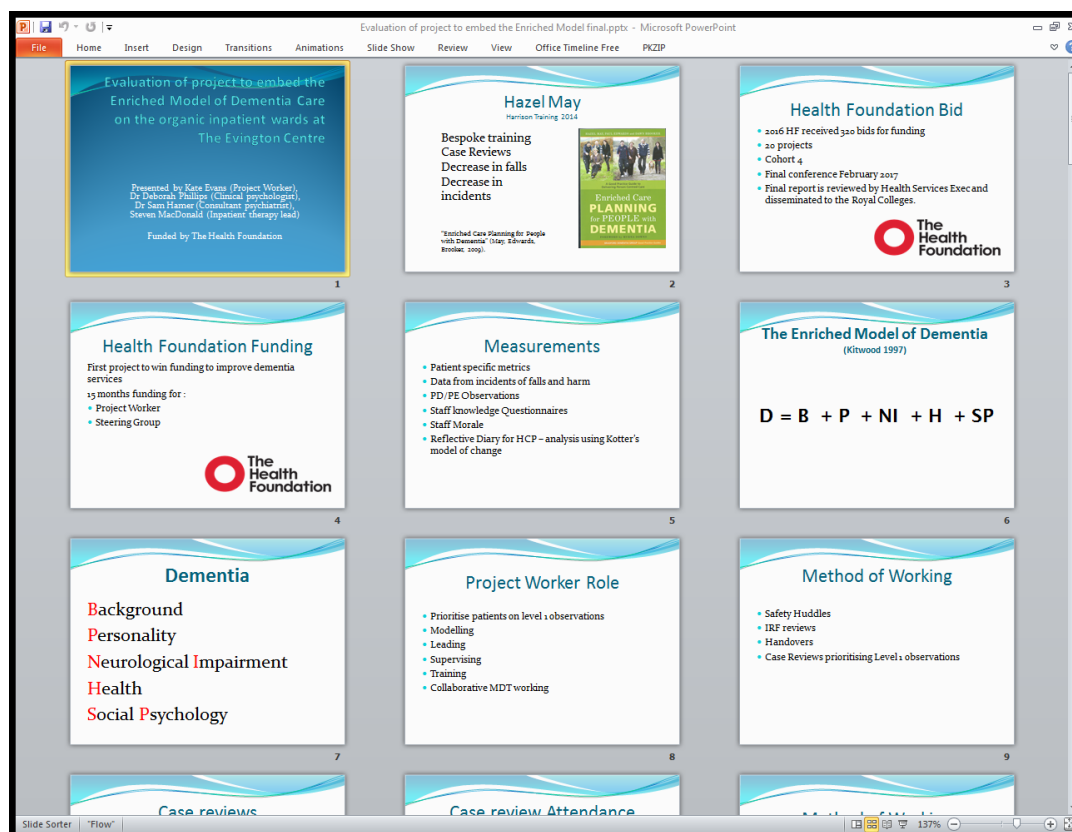 Evaluation of project to embed the Enriched Model final.pptx - Microsoft PowerPoint
File Home Insert Design Transitions Animations Slide Show Review View Office Timeline Free PKZIP
Evaluation of project to embed the
Enriched Model of Dementia Care
on the organic inpatient wards at
The Evington Centre
Presented by Kate Evans (Project Worker),
Dr Deborah Phillips (Clinical psychologist),
Dr Sam Hamer (Consultant psychiatrist),
Steven MacDonald (Inpatient therapy lead)
Funded by The Health Foundation
1
Hazel May
Harrison Training 2014
Bespoke training
Case Reviews
Decrease in falls
Decrease in
incidents
"Enriched Care Planning for People
with Dementia" (May, Edwards,
Brooker, 2009).
Enriched Care
PLANNING
for PEOPLE with
DEMENTIA
2
Health Foundation Bid
• 2016 HF received 320 bids for funding
• 20 projects
• Cohort 4
• Final conference February 2017
• Final report is reviewed by Health Services Exec and
disseminated to the Royal Colleges.
The
Health
Foundation
3
Health Foundation Funding
First project to win funding to improve dementia
services
15 months funding for :
• Project Worker
• Steering Group
The
Health
Foundation
4
Measurements
• Patient specific metrics
• Data from incidents of falls and harm
• PD/PE Observations
• Staff knowledge Questionnaires
• Staff Morale
• Reflective Diary for HCP – analysis using Kotter's
model of change
5
The Enriched Model of Dementia
(Kitwood 1997)
D = B + P + NI + H + SP
6
Dementia
Background
Personality
Neurological Impairment
Health
Social Psychology
7
Project Worker Role
• Prioritise patients on level 1 observations
• Modelling
• Leading
• Supervising
• Training
• Collaborative MDT working
8
Method of Working
• Safety Huddles
• IRF reviews
• Handovers
• Case Reviews prioritising Level 1 observations
9
Case reviews
Case review Attendance
Method of Working
Slide Sorter "Flow" 137%